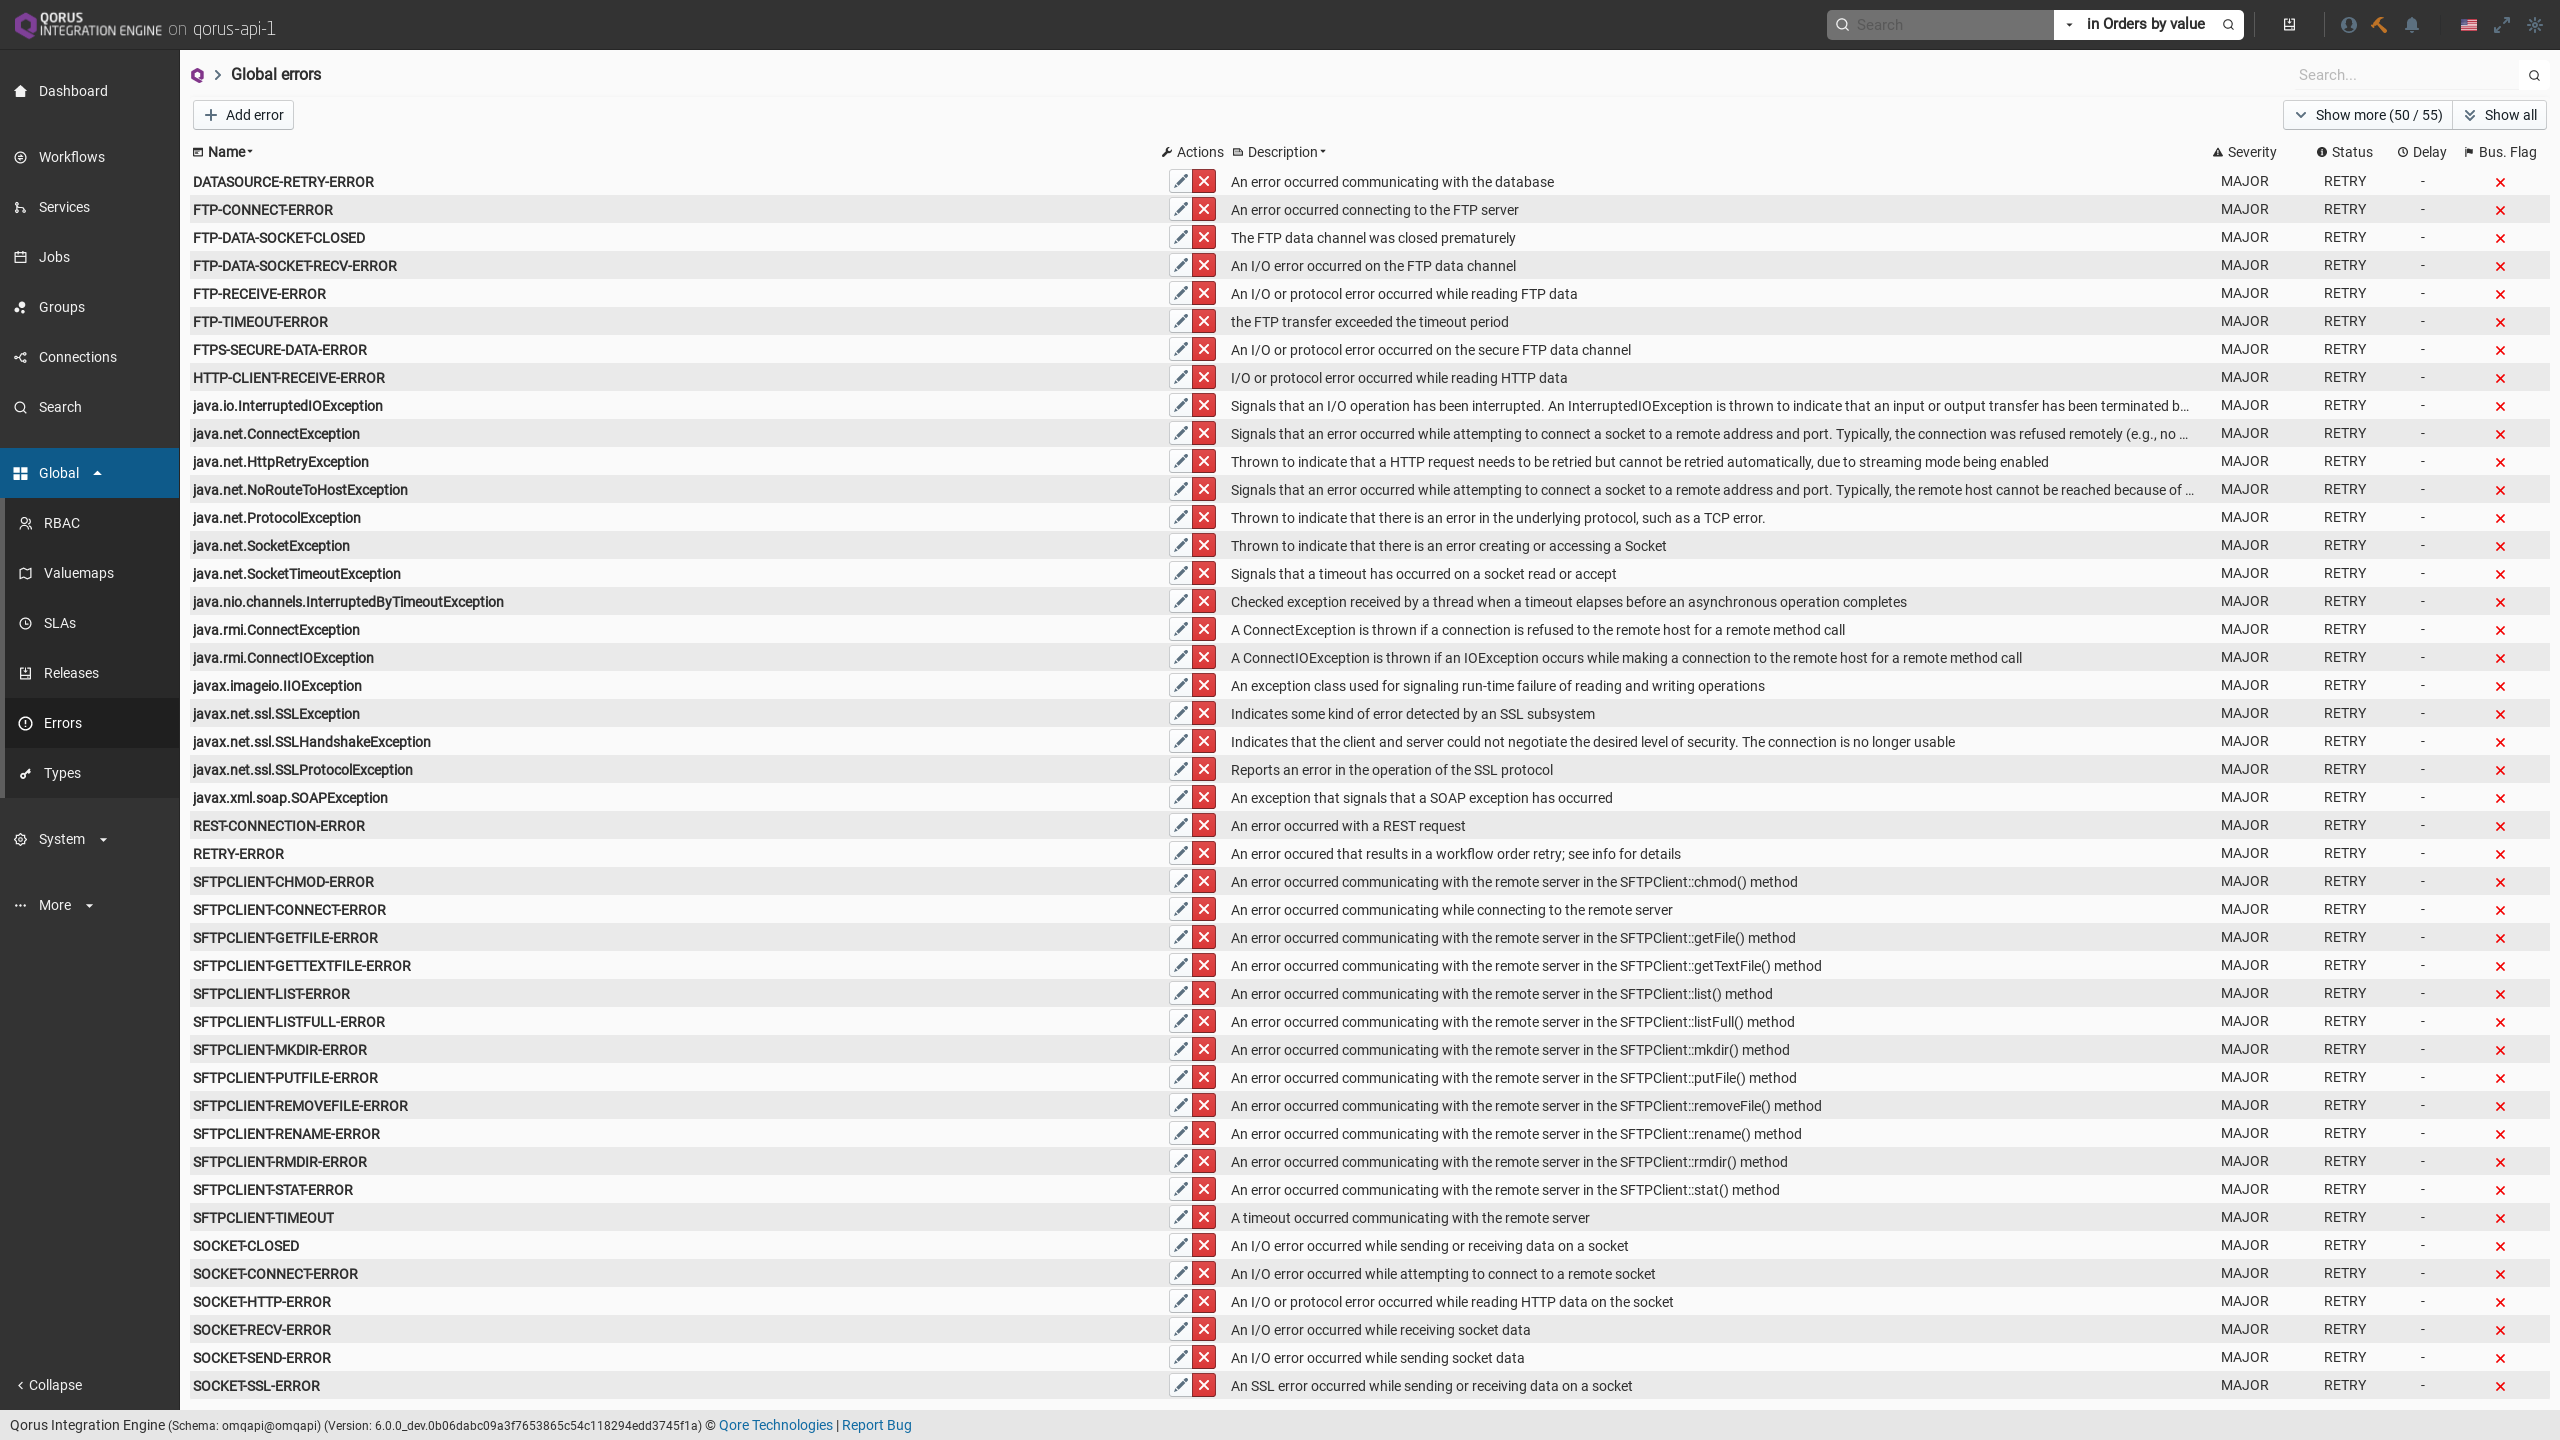 QORUS INTEGRATION ENGINE on qorus-api-1
Search
in Orders by value
Global errors
Search...
Add error
Show more (50 / 55)
Show all
Dashboard
Workflows
Services
Jobs
Groups
Connections
Search
Global
RBAC
Valuemaps
SLAs
Releases
Errors
Types
System
More
Collapse
Name Actions Description Severity Status Delay Bus. Flag
DATASOURCE-RETRY-ERROR An error occurred communicating with the database MAJOR RETRY -
FTP-CONNECT-ERROR An error occurred connecting to the FTP server MAJOR RETRY -
FTP-DATA-SOCKET-CLOSED The FTP data channel was closed prematurely MAJOR RETRY -
FTP-DATA-SOCKET-RECV-ERROR An I/O error occurred on the FTP data channel MAJOR RETRY -
FTP-RECEIVE-ERROR An I/O or protocol error occurred while reading FTP data MAJOR RETRY -
FTP-TIMEOUT-ERROR the FTP transfer exceeded the timeout period MAJOR RETRY -
FTPS-SECURE-DATA-ERROR An I/O or protocol error occurred on the secure FTP data channel MAJOR RETRY -
HTTP-CLIENT-RECEIVE-ERROR I/O or protocol error occurred while reading HTTP data MAJOR RETRY -
java.io.InterruptedIOException Signals that an I/O operation has been interrupted. An InterruptedIOException is thrown to indicate that an input or output transfer has been terminated b... MAJOR RETRY -
java.net.ConnectException Signals that an error occurred while attempting to connect a socket to a remote address and port. Typically, the connection was refused remotely (e.g., no ... MAJOR RETRY -
java.net.HttpRetryException Thrown to indicate that a HTTP request needs to be retried but cannot be retried automatically, due to streaming mode being enabled MAJOR RETRY -
java.net.NoRouteToHostException Signals that an error occurred while attempting to connect a socket to a remote address and port. Typically, the remote host cannot be reached because of ... MAJOR RETRY -
java.net.ProtocolException Thrown to indicate that there is an error in the underlying protocol, such as a TCP error. MAJOR RETRY -
java.net.SocketException Thrown to indicate that there is an error creating or accessing a Socket MAJOR RETRY -
java.net.SocketTimeoutException Signals that a timeout has occurred on a socket read or accept MAJOR RETRY -
java.nio.channels.InterruptedByTimeoutException Checked exception received by a thread when a timeout elapses before an asynchronous operation completes MAJOR RETRY -
java.rmi.ConnectException A ConnectException is thrown if a connection is refused to the remote host for a remote method call MAJOR RETRY -
java.rmi.ConnectIOException A ConnectIOException is thrown if an IOException occurs while making a connection to the remote host for a remote method call MAJOR RETRY -
javax.imageio.IIOException An exception class used for signaling run-time failure of reading and writing operations MAJOR RETRY -
javax.net.ssl.SSLException Indicates some kind of error detected by an SSL subsystem MAJOR RETRY -
javax.net.ssl.SSLHandshakeException Indicates that the client and server could not negotiate the desired level of security. The connection is no longer usable MAJOR RETRY -
javax.net.ssl.SSLProtocolException Reports an error in the operation of the SSL protocol MAJOR RETRY -
javax.xml.soap.SOAPException An exception that signals that a SOAP exception has occurred MAJOR RETRY -
REST-CONNECTION-ERROR An error occurred with a REST request MAJOR RETRY -
RETRY-ERROR An error occured that results in a workflow order retry; see info for details MAJOR RETRY -
SFTPCLIENT-CHMOD-ERROR An error occurred communicating with the remote server in the SFTPClient::chmod() method MAJOR RETRY -
SFTPCLIENT-CONNECT-ERROR An error occurred communicating while connecting to the remote server MAJOR RETRY -
SFTPCLIENT-GETFILE-ERROR An error occurred communicating with the remote server in the SFTPClient::getFile() method MAJOR RETRY -
SFTPCLIENT-GETTEXTFILE-ERROR An error occurred communicating with the remote server in the SFTPClient::getTextFile() method MAJOR RETRY -
SFTPCLIENT-LIST-ERROR An error occurred communicating with the remote server in the SFTPClient::list() method MAJOR RETRY -
SFTPCLIENT-LISTFULL-ERROR An error occurred communicating with the remote server in the SFTPClient::listFull() method MAJOR RETRY -
SFTPCLIENT-MKDIR-ERROR An error occurred communicating with the remote server in the SFTPClient::mkdir() method MAJOR RETRY -
SFTPCLIENT-PUTFILE-ERROR An error occurred communicating with the remote server in the SFTPClient::putFile() method MAJOR RETRY -
SFTPCLIENT-REMOVEFILE-ERROR An error occurred communicating with the remote server in the SFTPClient::removeFile() method MAJOR RETRY -
SFTPCLIENT-RENAME-ERROR An error occurred communicating with the remote server in the SFTPClient::rename() method MAJOR RETRY -
SFTPCLIENT-RMDIR-ERROR An error occurred communicating with the remote server in the SFTPClient::rmdir() method MAJOR RETRY -
SFTPCLIENT-STAT-ERROR An error occurred communicating with the remote server in the SFTPClient::stat() method MAJOR RETRY -
SFTPCLIENT-TIMEOUT A timeout occurred communicating with the remote server MAJOR RETRY -
SOCKET-CLOSED An I/O error occurred while sending or receiving data on a socket MAJOR RETRY -
SOCKET-CONNECT-ERROR An I/O error occurred while attempting to connect to a remote socket MAJOR RETRY -
SOCKET-HTTP-ERROR An I/O or protocol error occurred while reading HTTP data on the socket MAJOR RETRY -
SOCKET-RECV-ERROR An I/O error occurred while receiving socket data MAJOR RETRY -
SOCKET-SEND-ERROR An I/O error occurred while sending socket data MAJOR RETRY -
SOCKET-SSL-ERROR An SSL error occurred while sending or receiving data on a socket MAJOR RETRY -
Qorus Integration Engine (Schema: omqapi@omqapi) (Version: 6.0.0_dev.0b06dabc09a3f7653865c54c118294edd3745f1a) © Qore Technologies | Report Bug